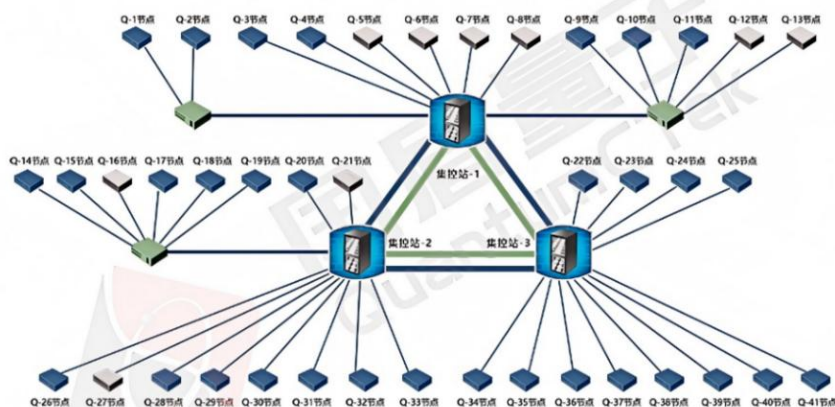 Q-1节点 Q-2节点 Q-3节点 Q-4节点 Q-5节点 Q-6节点 Q-7节点 Q-8节点 Q-9节点 Q-10节点 Q-11节点 Q-12节点 Q-13节点
集控站-1
Q-14节点 Q-15节点 Q-16节点 Q-17节点 Q-18节点 Q-19节点 Q-20节点 Q-21节点 Q-22节点 Q-23节点 Q-24节点 Q-25节点
集控站-2 集控站-3
Q-26节点 Q-27节点 Q-28节点 Q-29节点 Q-30节点 Q-31节点 Q-32节点 Q-33节点 Q-34节点 Q-35节点 Q-36节点 Q-37节点 Q-38节点 Q-39节点 Q-40节点 Q-41节点
国盾量子
QuantumCTek